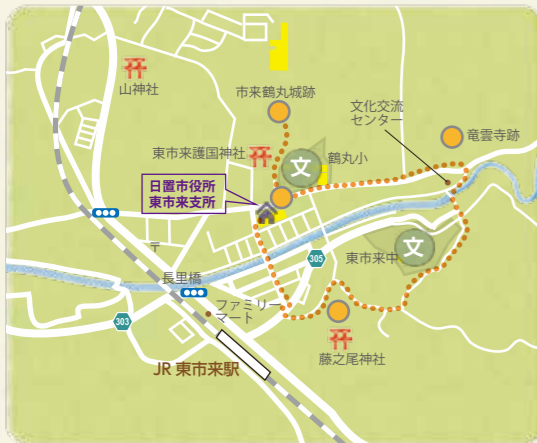 山神社
市来鶴丸城跡
文化交流
センター
竜雲寺跡
東市来護国神社
鶴丸小
文
日置市役所
東市来支所
〒
文
東市来中
305
長里橋
ファミリー
マート
303
藤之尾神社
JR 東市来駅